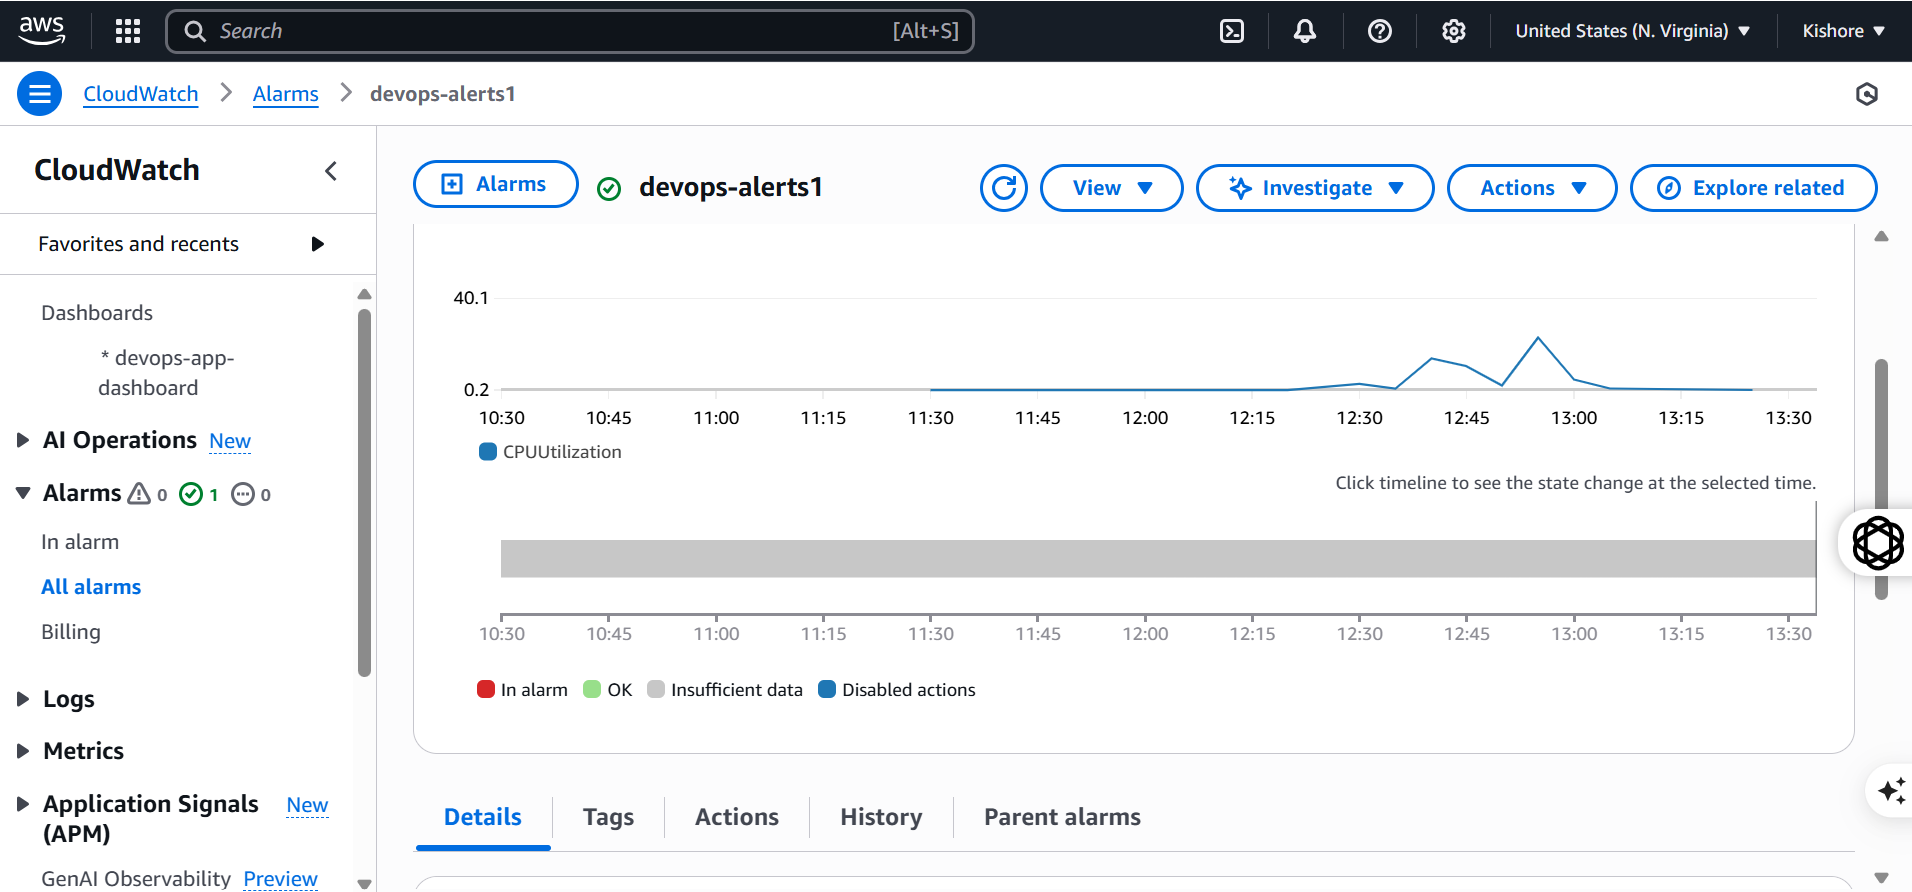 aws
Search [Alt+S]
United States (N. Virginia)
Kishore
CloudWatch
Alarms
devops-alerts1
CloudWatch
Favorites and recents
Dashboards
* devops-app-
dashboard
AI Operations New
Alarms 0 1 0
In alarm
All alarms
Billing
Logs
Metrics
Application Signals New
(APM)
GenAI Observability Preview
Alarms
devops-alerts1
View
Investigate
Actions
Explore related
40.1
0.2
10:30 10:45 11:00 11:15 11:30 11:45 12:00 12:15 12:30 12:45 13:00 13:15 13:30
CPUUtilization
Click timeline to see the state change at the selected time.
10:30 10:45 11:00 11:15 11:30 11:45 12:00 12:15 12:30 12:45 13:00 13:15 13:30
In alarm OK Insufficient data Disabled actions
Details Tags Actions History Parent alarms